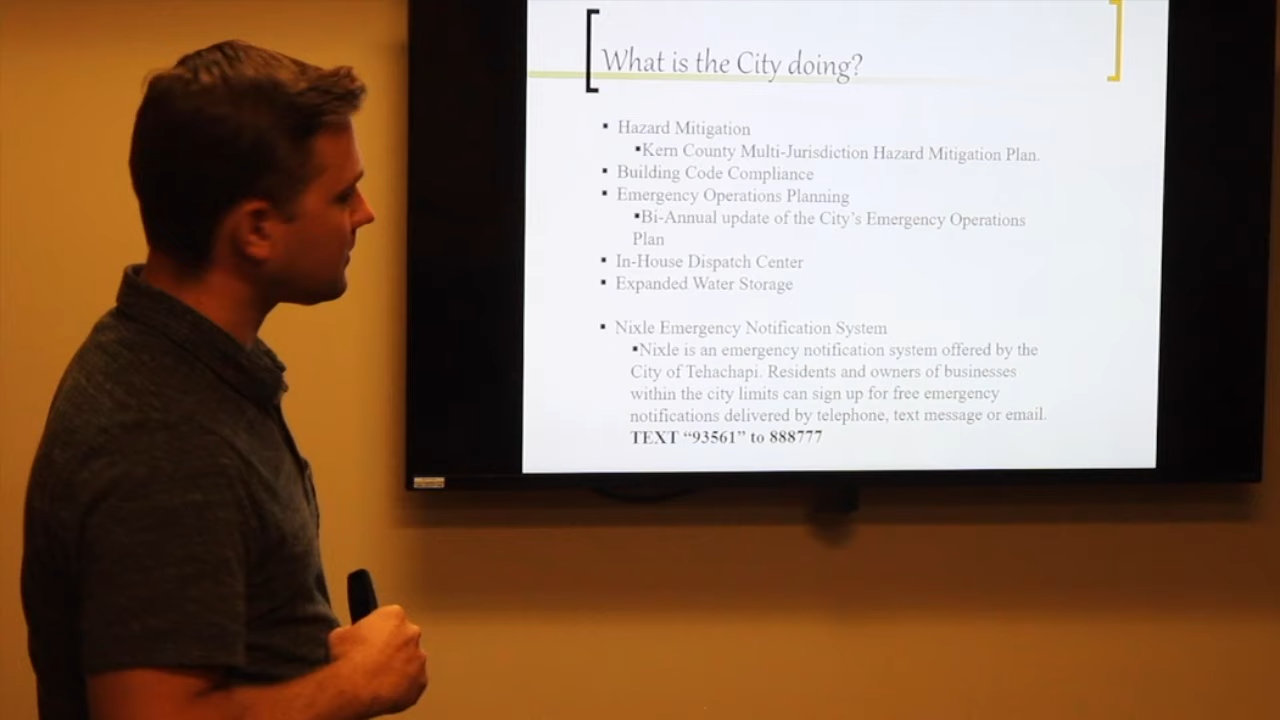 What is the City doing?
▪ Hazard Mitigation
▪Kern County Multi-Jurisdiction Hazard Mitigation Plan.
▪ Building Code Compliance
▪ Emergency Operations Planning
▪Bi-Annual update of the City's Emergency Operations
Plan
▪ In-House Dispatch Center
▪ Expanded Water Storage
▪ Nixle Emergency Notification System
▪Nixle is an emergency notification system offered by the
City of Tehachapi. Residents and owners of businesses
within the city limits can sign up for free emergency
notifications delivered by telephone, text message or email.
TEXT “93561” to 888777